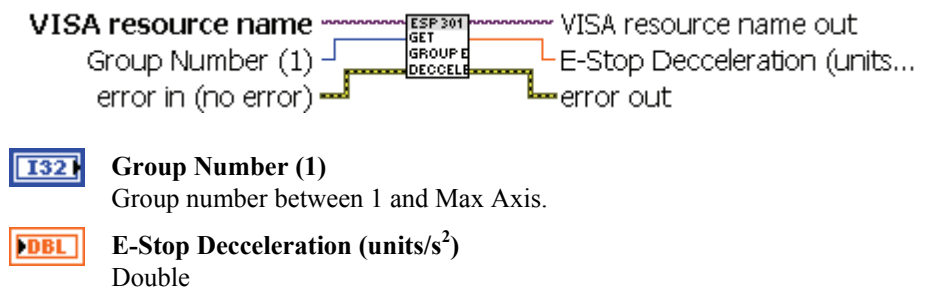 VISA resource name
ESP 301
VISA resource name out
GET
Group Number (1)
GROUP E
E-Stop Decceleration (units...
DECCELE
error in (no error)
error out
I32
Group Number (1)
Group number between 1 and Max Axis.
DBL
E-Stop Decceleration (units/s²)
Double